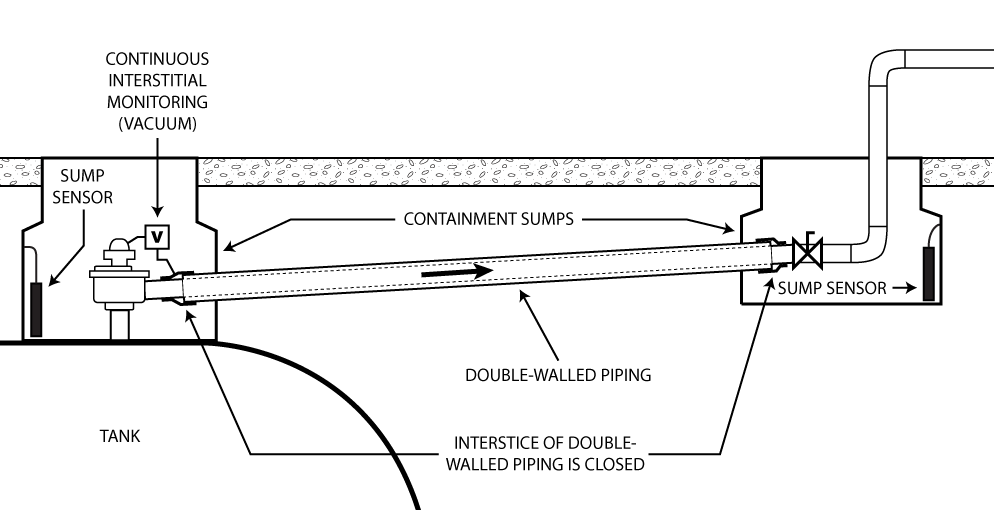 CONTINUOUS
INTERSTITIAL
MONITORING
(VACUUM)
SUMP
SENSOR
V
CONTAINMENT SUMPS
SUMP SENSOR
DOUBLE-WALLED PIPING
TANK
INTERSTICE OF DOUBLE-
WALLED PIPING IS CLOSED